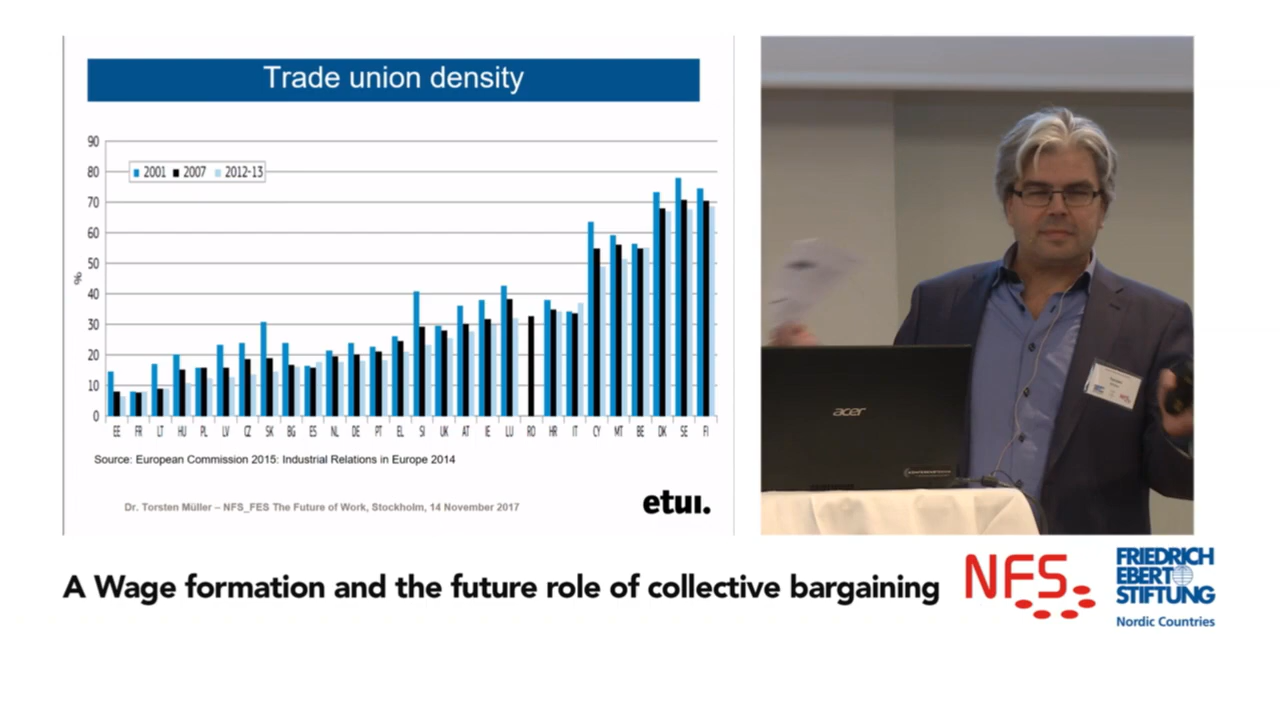 Trade union density
90
80
70
60
50
40
30
20
10
0
%
2001 2007 2012-13
EE FR LT HU PL LV CZ SK BG ES NL DE PT EL SI UK AT IE LU RO HR IT CY MT BE DK SE FI
Source: European Commission 2015: Industrial Relations in Europe 2014
Dr. Torsten Müller – NFS_FES The Future of Work, Stockholm, 14 November 2017
etui.
acer
A Wage formation and the future role of collective bargaining
NFS
FRIEDRICH
EBERT
STIFTUNG
Nordic Countries